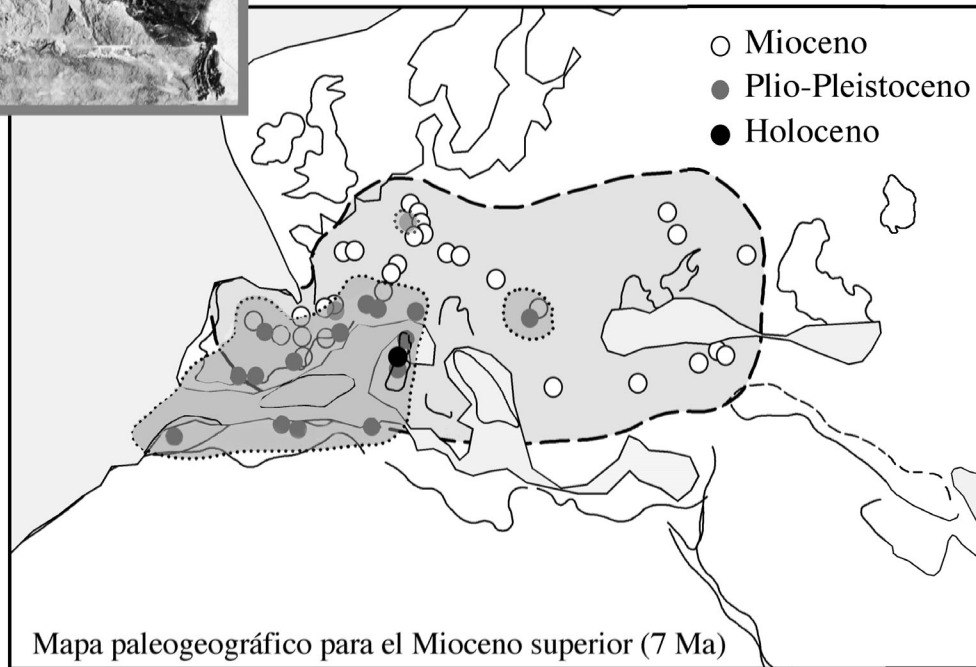 Mioceno
Plio-Pleistoceno
Holoceno
Mapa paleogeográfico para el Mioceno superior (7 Ma)